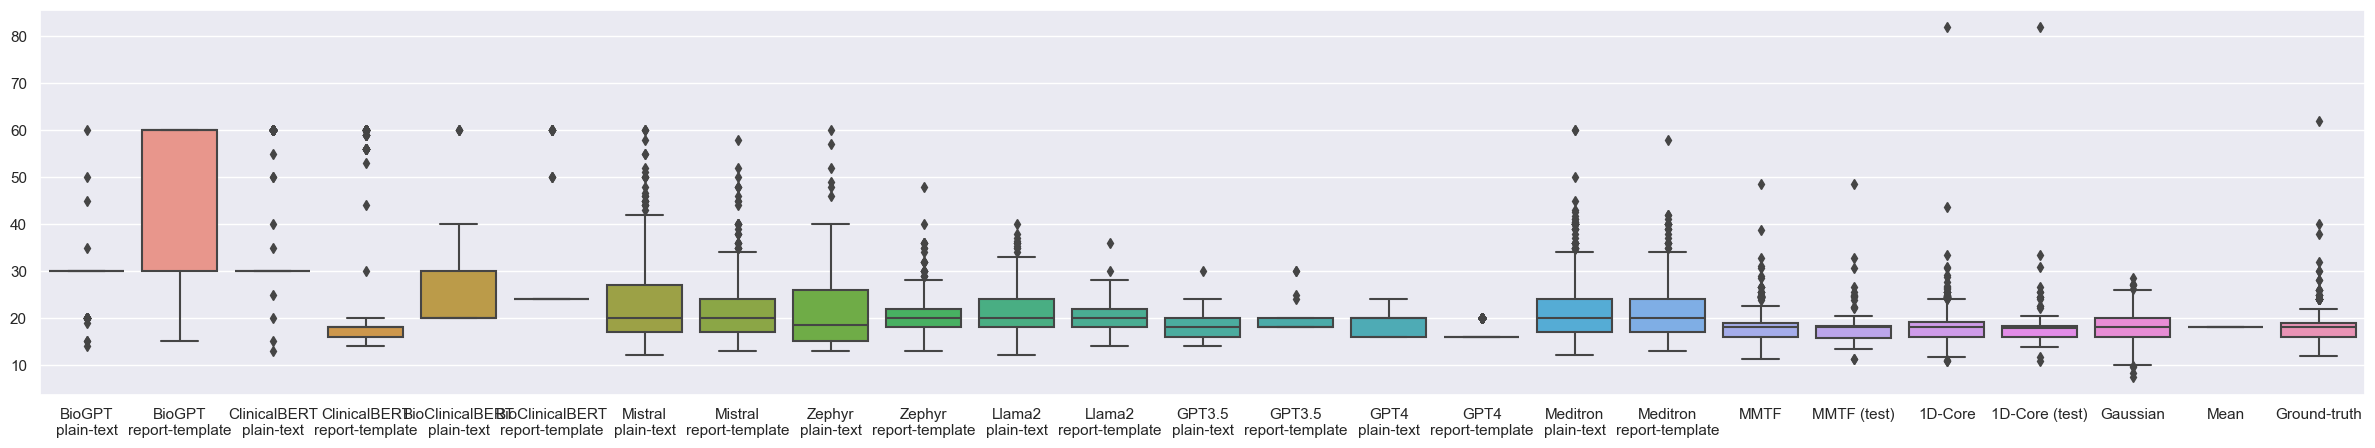 80
70
60
50
40
30
20
10
BioGPT plain-text
BioGPT report-template
ClinicalBERT plain-text
ClinicalBERT report-template
BioClinicalBERT plain-text
BioClinicalBERT report-template
Mistral plain-text
Mistral report-template
Zephyr plain-text
Zephyr report-template
Llama2 plain-text
Llama2 report-template
GPT3.5 plain-text
GPT3.5 report-template
GPT4 plain-text
GPT4 report-template
Meditron plain-text
Meditron report-template
MMTF
MMTF (test)
1D-Core
1D-Core (test)
Gaussian
Mean
Ground-truth